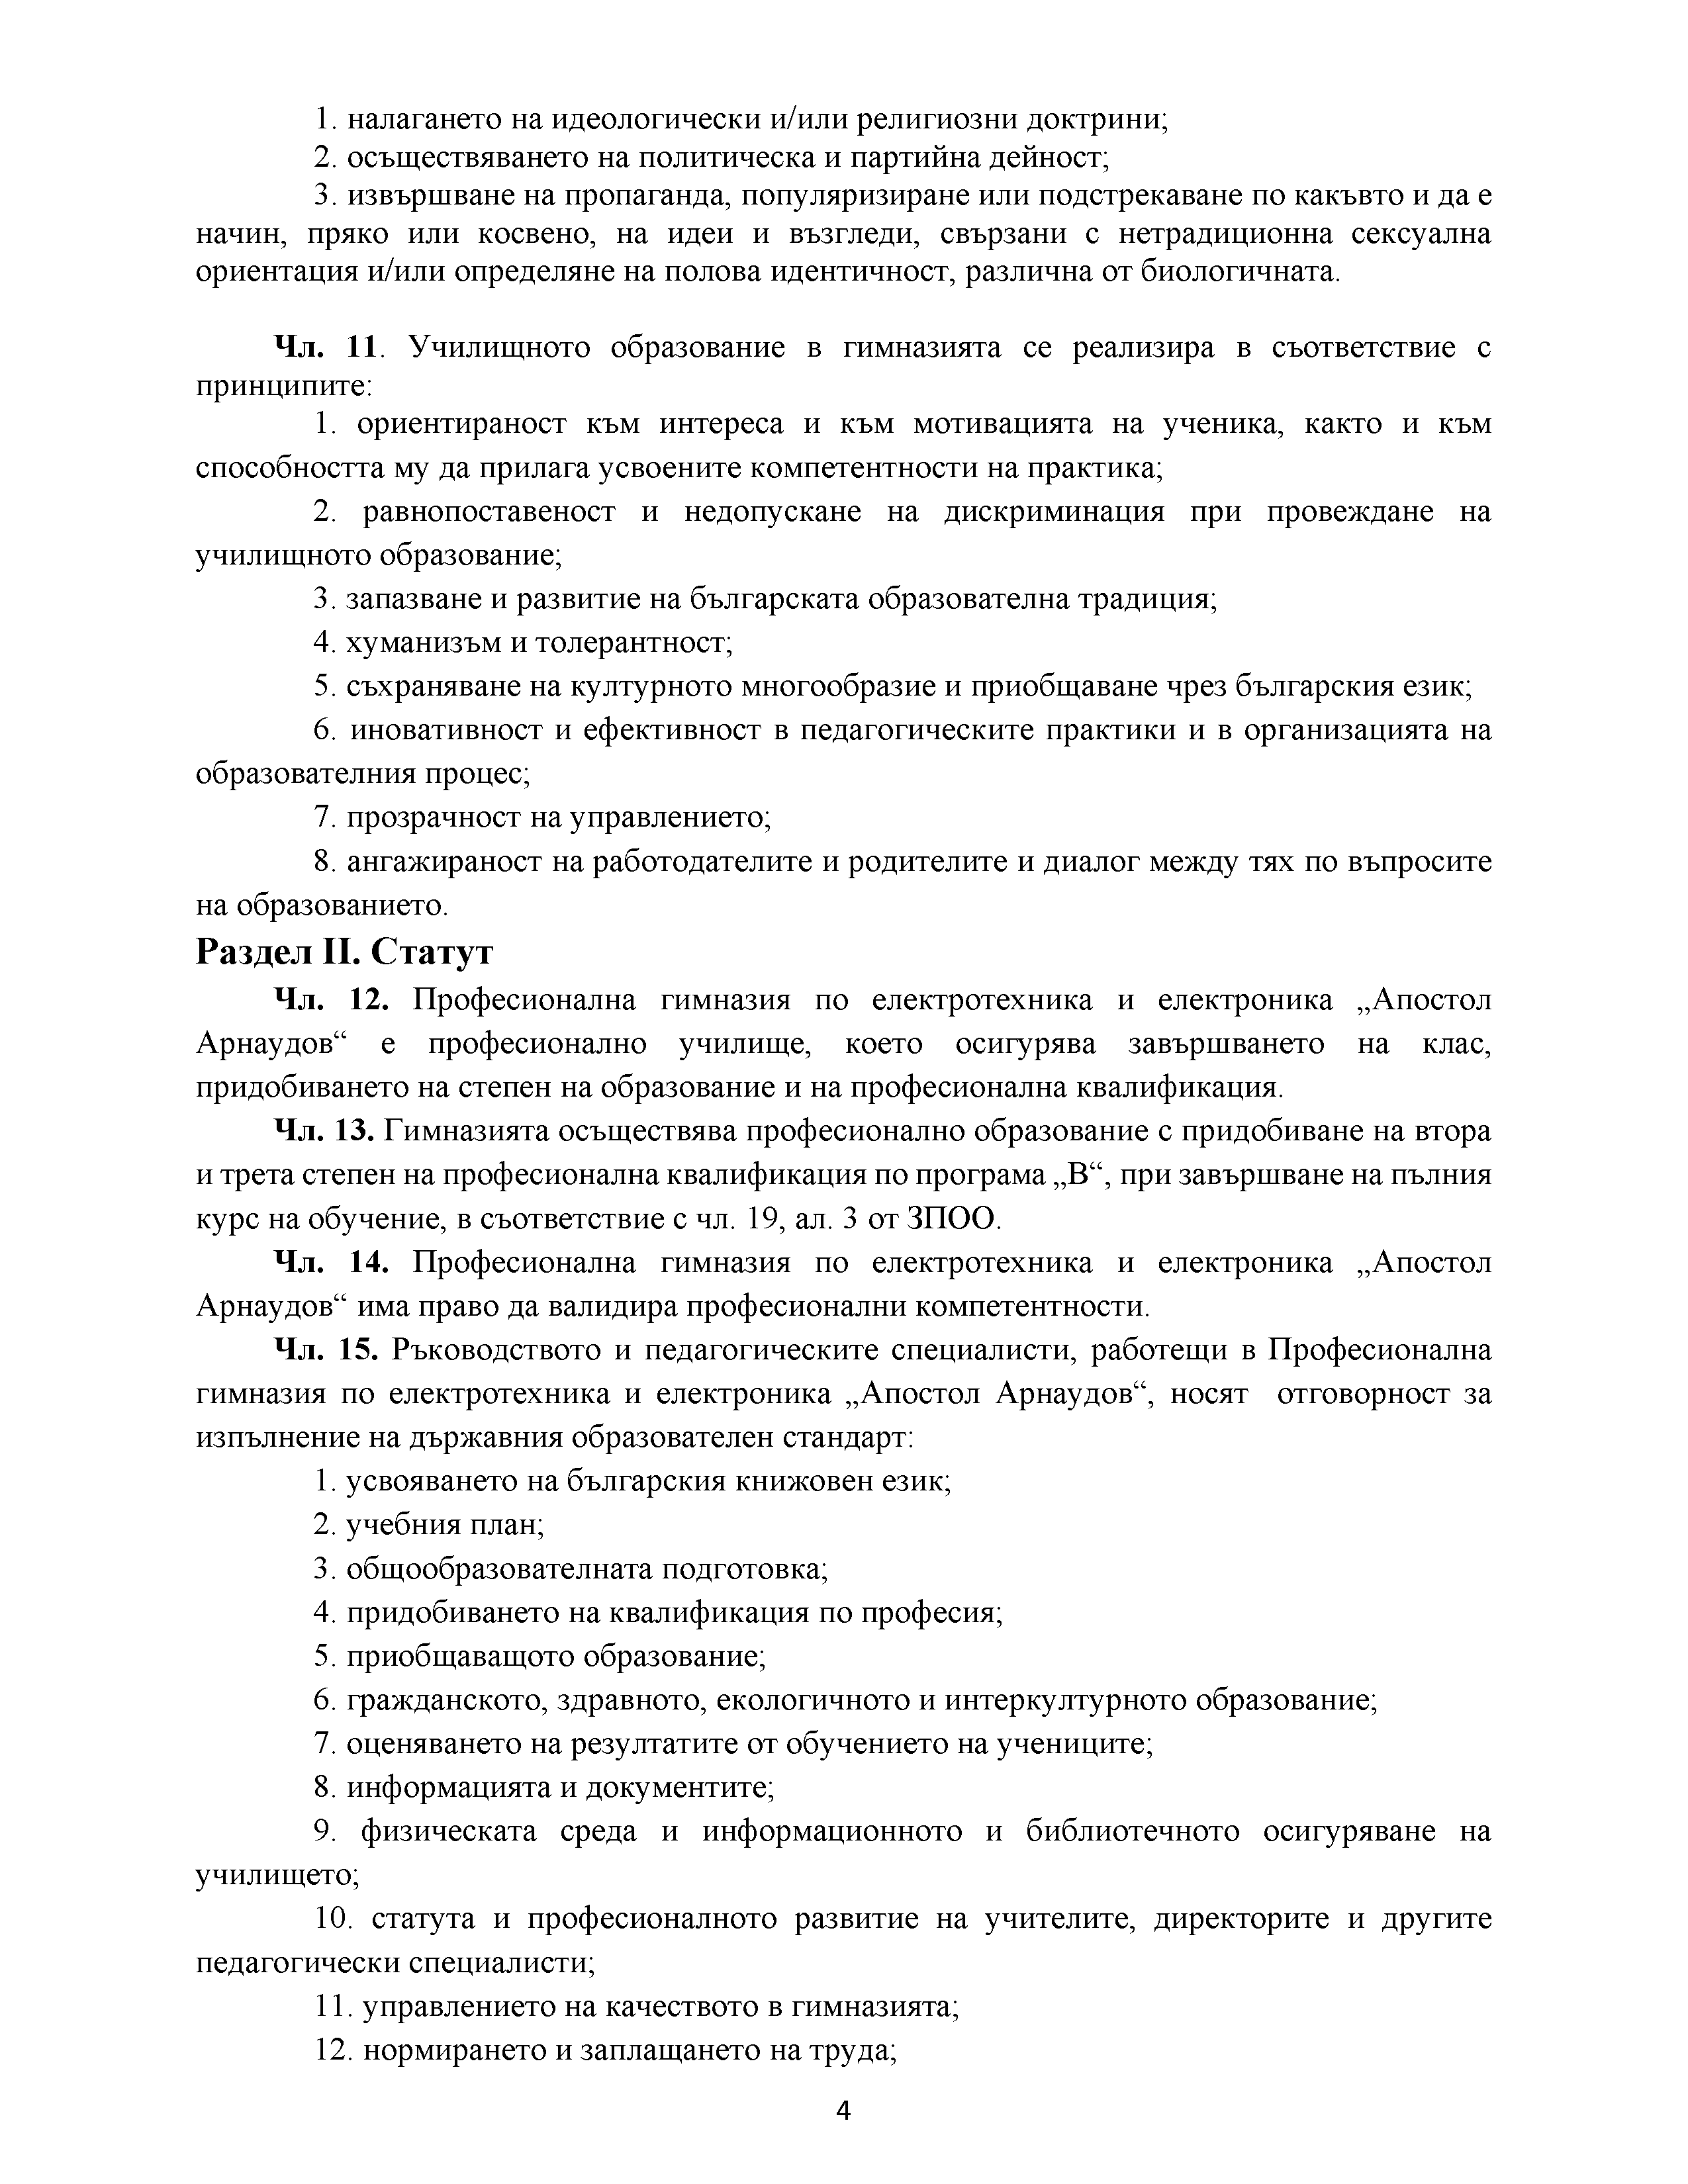 1. налагането на идеологически и/или религиозни доктрини;
2. осъществяването на политическа и партийна дейност;
3. извършване на пропаганда, популяризиране или подстрекаване по какъвто и да е
начин, пряко или косвено, на идеи и възгледи, свързани с нетрадиционна сексуална
ориентация и/или определяне на полова идентичност, различна от биологичната.
Чл. 11. Училищното образование в гимназията се реализира в съответствие с
принципите:
1. ориентираност към интереса и към мотивацията на ученика, както и към
способността му да прилага усвоените компетентности на практика;
2. равнопоставеност и недопускане на дискриминация при провеждане на
училищното образование;
3. запазване и развитие на българската образователна традиция;
4. хуманизъм и толерантност;
5. съхраняване на културното многообразие и приобщаване чрез българския език;
6. иновативност и ефективност в педагогическите практики и в организацията на
образователния процес;
7. прозрачност на управлението;
8. ангажираност на работодателите и родителите и диалог между тях по въпросите
на образованието.
Раздел II. Статут
Чл. 12. Професионална гимназия по електротехника и електроника „Апостол
Арнаудов“ е професионално училище, което осигурява завършването на клас,
придобиването на степен на образование и на професионална квалификация.
Чл. 13. Гимназията осъществява професионално образование с придобиване на втора
и трета степен на професионална квалификация по програма „В“, при завършване на пълния
курс на обучение, в съответствие с чл. 19, ал. 3 от ЗПОО.
Чл. 14. Професионална гимназия по електротехника и електроника „Апостол
Арнаудов“ има право да валидира професионални компетентности.
Чл. 15. Ръководството и педагогическите специалисти, работещи в Професионална
гимназия по електротехника и електроника „Апостол Арнаудов“, носят отговорност за
изпълнение на държавния образователен стандарт:
1. усвояването на българския книжовен език;
2. учебния план;
3. общообразователната подготовка;
4. придобиването на квалификация по професия;
5. приобщаващото образование;
6. гражданското, здравното, екологичното и интеркултурното образование;
7. оценяването на резултатите от обучението на учениците;
8. информацията и документите;
9. физическата среда и информационното и библиотечното осигуряване на
училището;
10. статута и професионалното развитие на учителите, директорите и другите
педагогически специалисти;
11. управлението на качеството в гимназията;
12. нормирането и заплащането на труда;
4